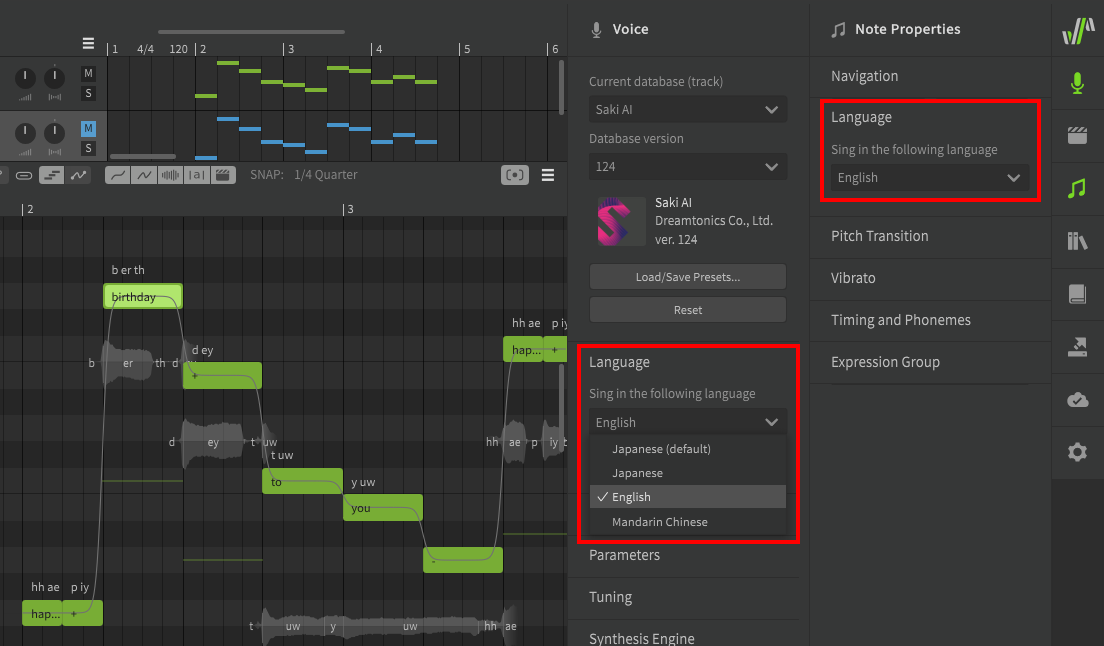 1 4/4 120 2 3 4 5 6
M
S
M
S
SNAP: 1/4 Quarter
2 3
b er th
birthday
b er th d
d ey
+
d ey t uw
t uw
to
y uw
you
-
hh ae p iy
hap... +
hh ae p iy t
hh ae p iy
hap... +
t uw y uw hh ae
Voice
Current database (track)
Saki AI
Database version
124
Saki AI
Dreamtonics Co., Ltd.
ver. 124
Load/Save Presets...
Reset
Language
Sing in the following language
English
Japanese (default)
Japanese
English
Mandarin Chinese
Parameters
Tuning
Synthesis Engine
Note Properties
Navigation
Language
Sing in the following language
English
Pitch Transition
Vibrato
Timing and Phonemes
Expression Group